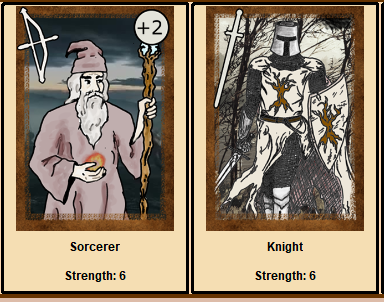 +2
Sorcerer
Strength: 6
Knight
Strength: 6